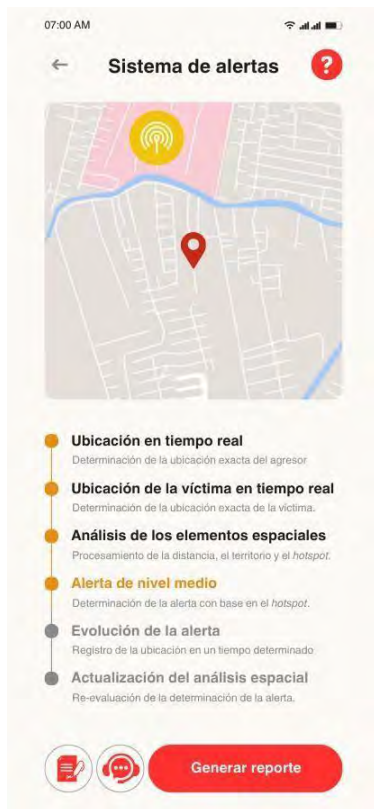 07:00 AM
Sistema de alertas
?
Ubicación en tiempo real
Determinación de la ubicación exacta del agresor
Ubicación de la víctima en tiempo real
Determinación de la ubicación exacta de la víctima.
Análisis de los elementos espaciales
Procesamiento de la distancia, el territorio y el hotspot.
Alerta de nivel medio
Determinación de la alerta con base en el hotspot.
Evolución de la alerta
Registro de la ubicación en un tiempo determinado
Actualización del análisis espacial
Re-evaluación de la determinación de la alerta.
Generar reporte